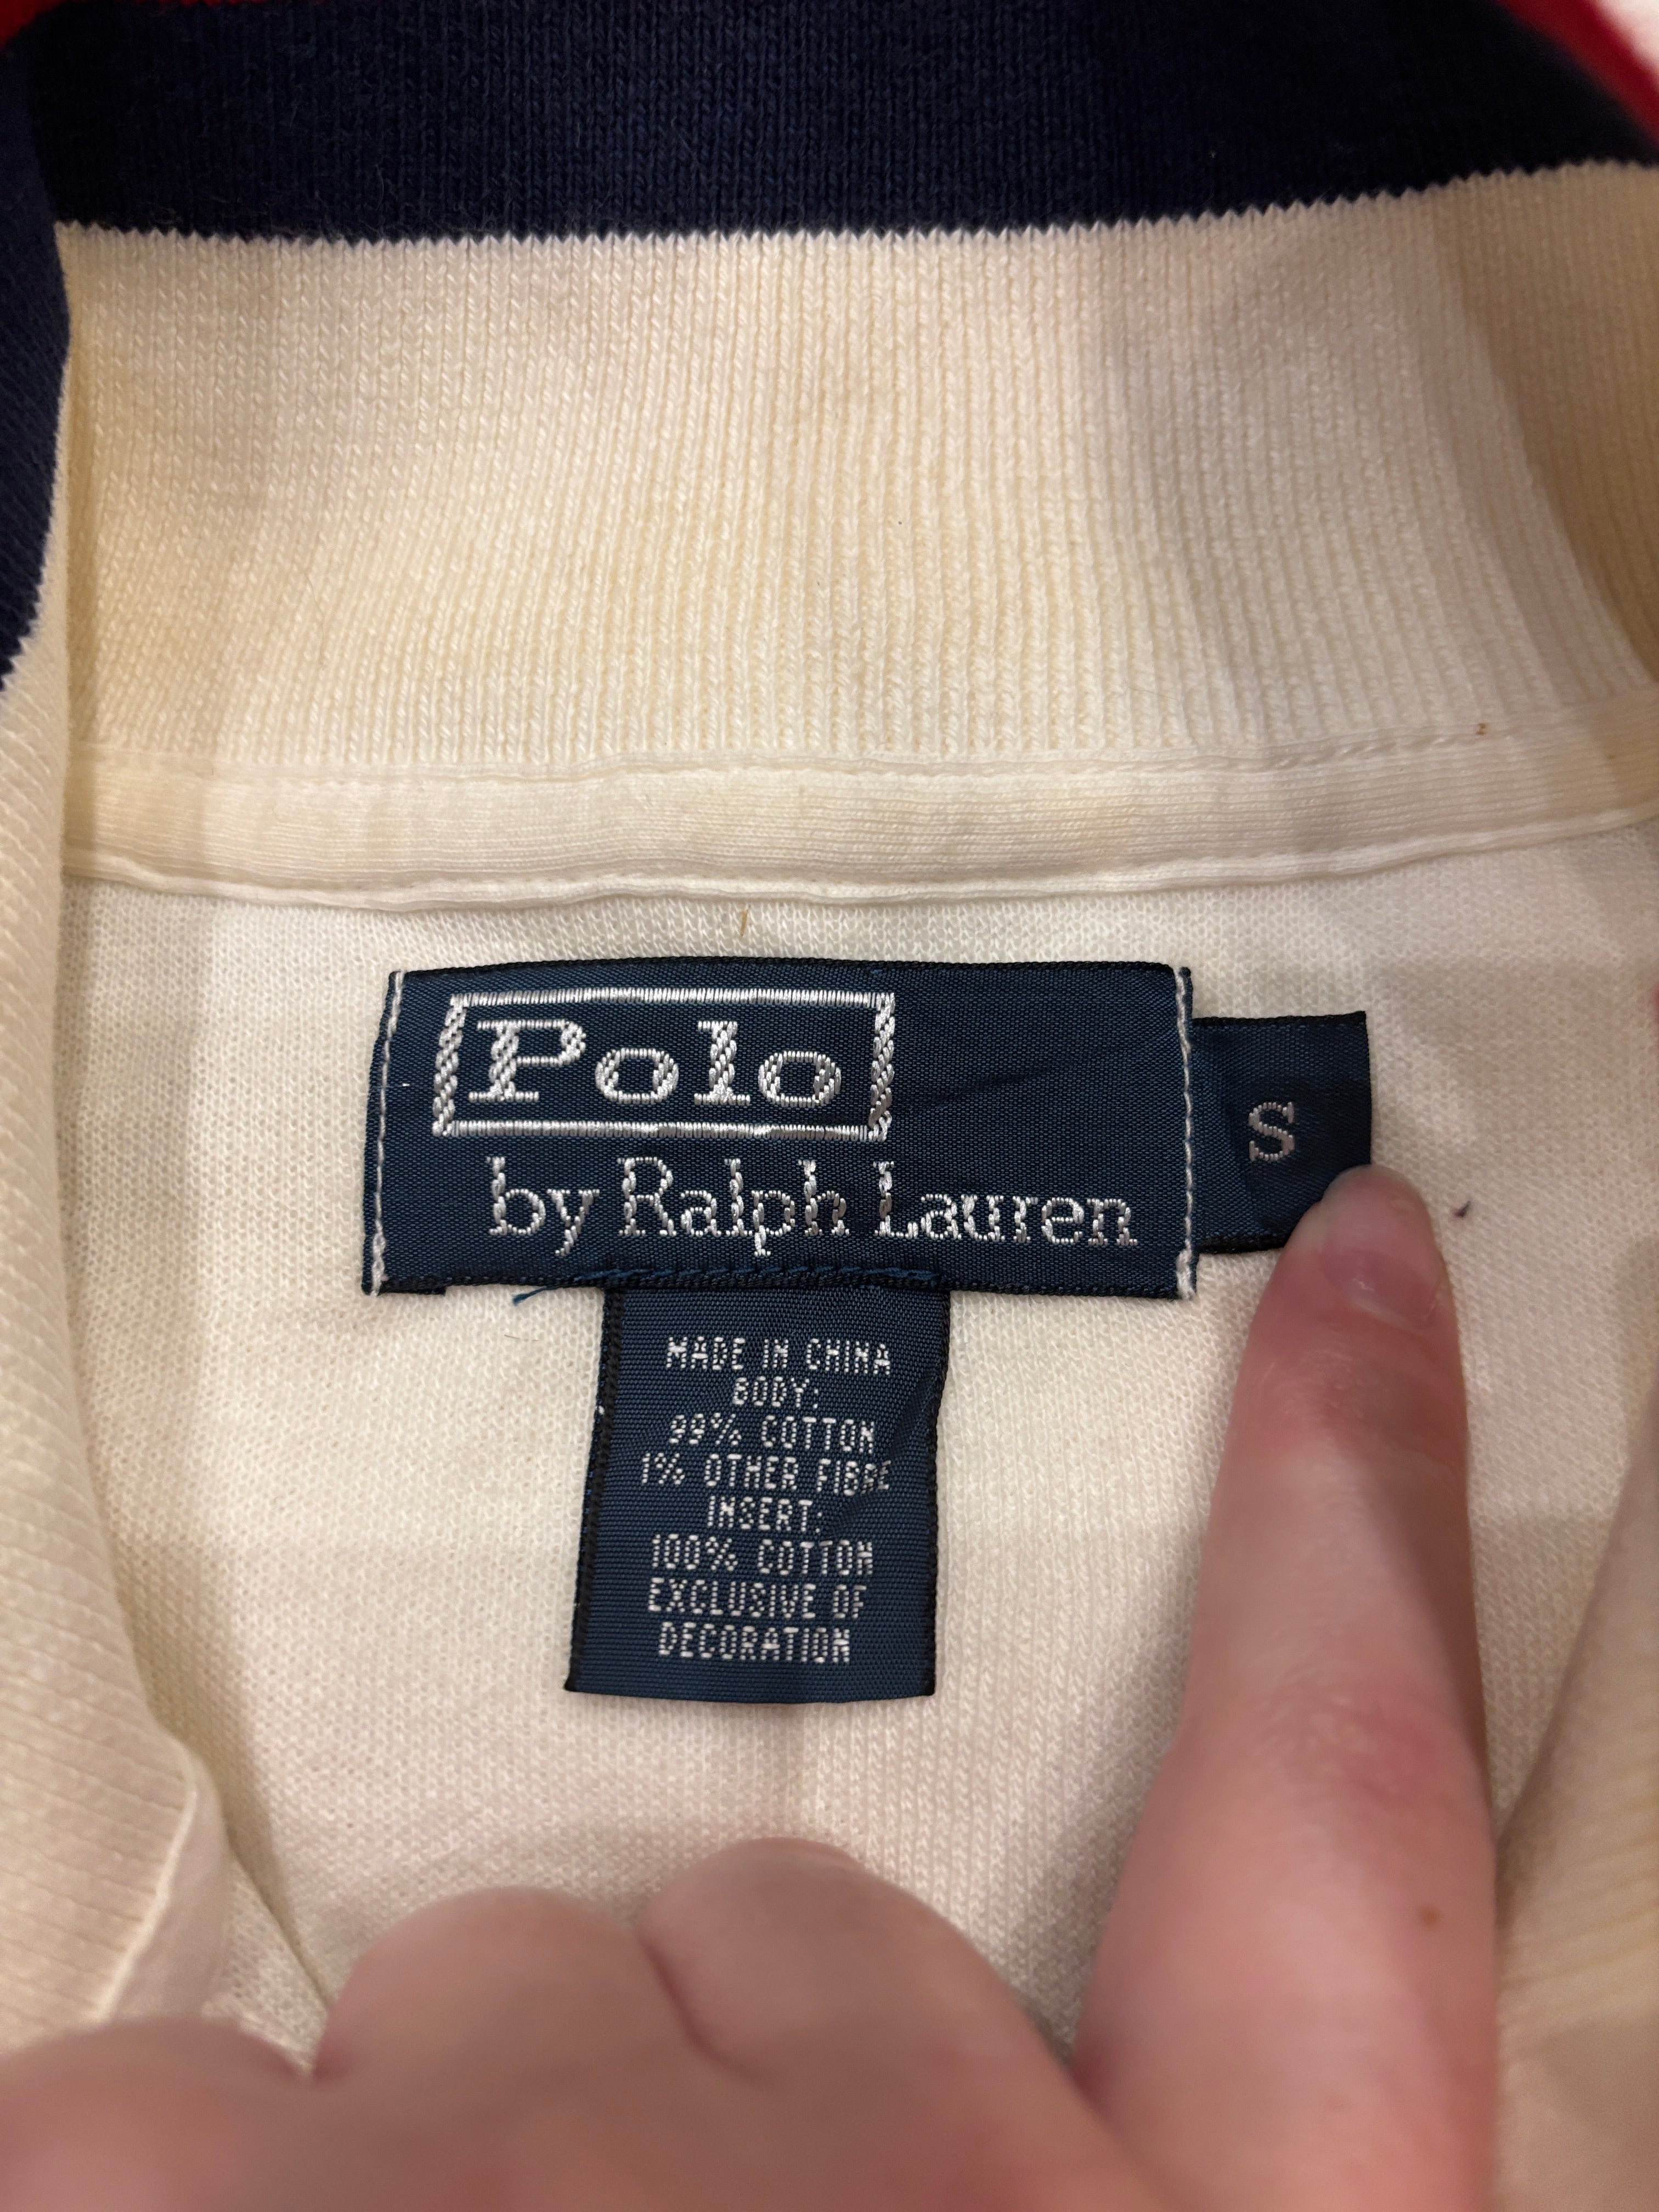 Polo
by Ralph Lauren
S
MADE IN CHINA
BODY:
99% COTTON
1% OTHER FIBRE
INSERT:
100% COTTON
EXCLUSIVE OF
DECORATION